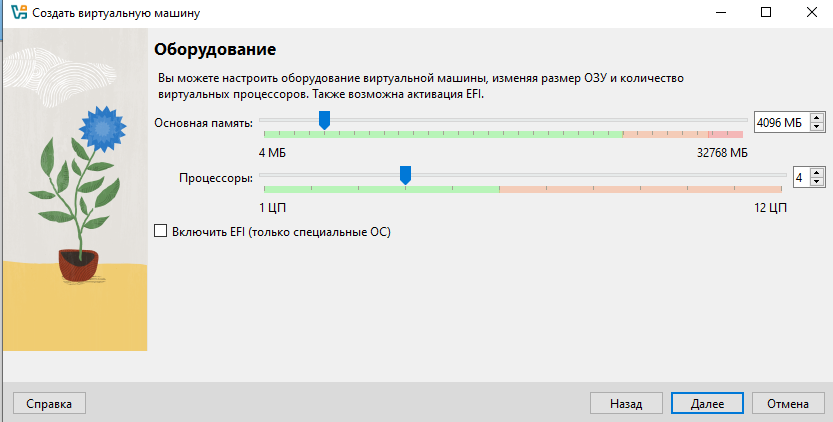 Создать виртуальную машину
Оборудование
Вы можете настроить оборудование виртуальной машины, изменяя размер ОЗУ и количество
виртуальных процессоров. Также возможна активация EFI.
Основная память:
4096 МБ
4 МБ
32768 МБ
Процессоры:
4
1 ЦП
12 ЦП
Включить EFI (только специальные ОС)
Справка
Назад
Далее
Отмена